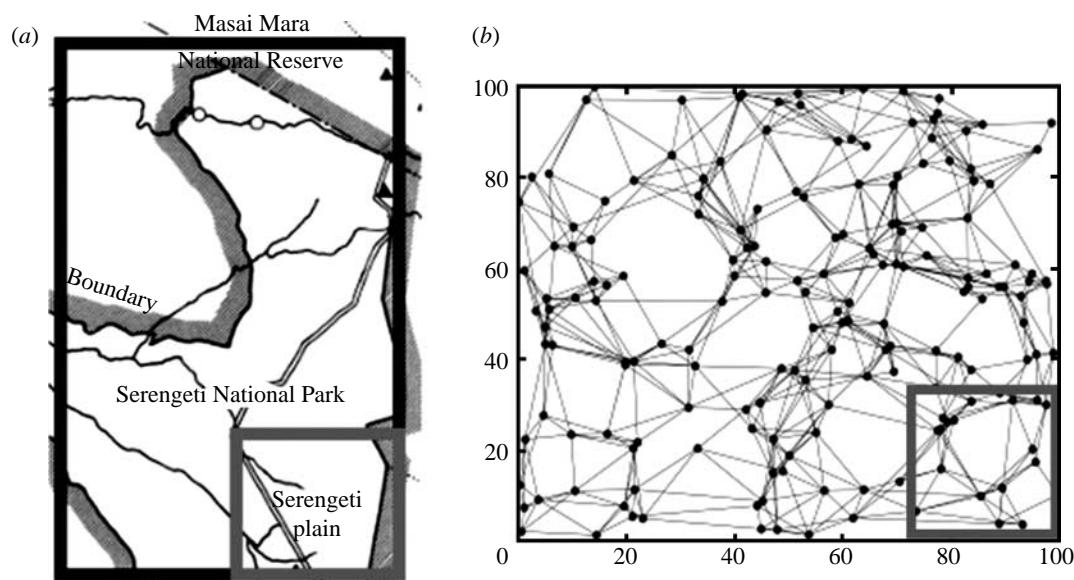 (a)
Masai Mara
National Reserve
Boundary
Serengeti National Park
Serengeti
plain
(b)
100
80
60
40
20
0
20
40
60
80
100